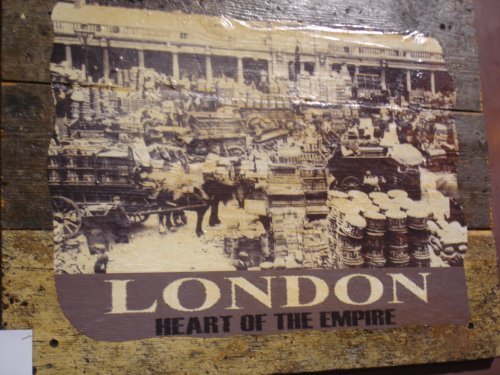 LONDON
HEART OF THE EMPIRE